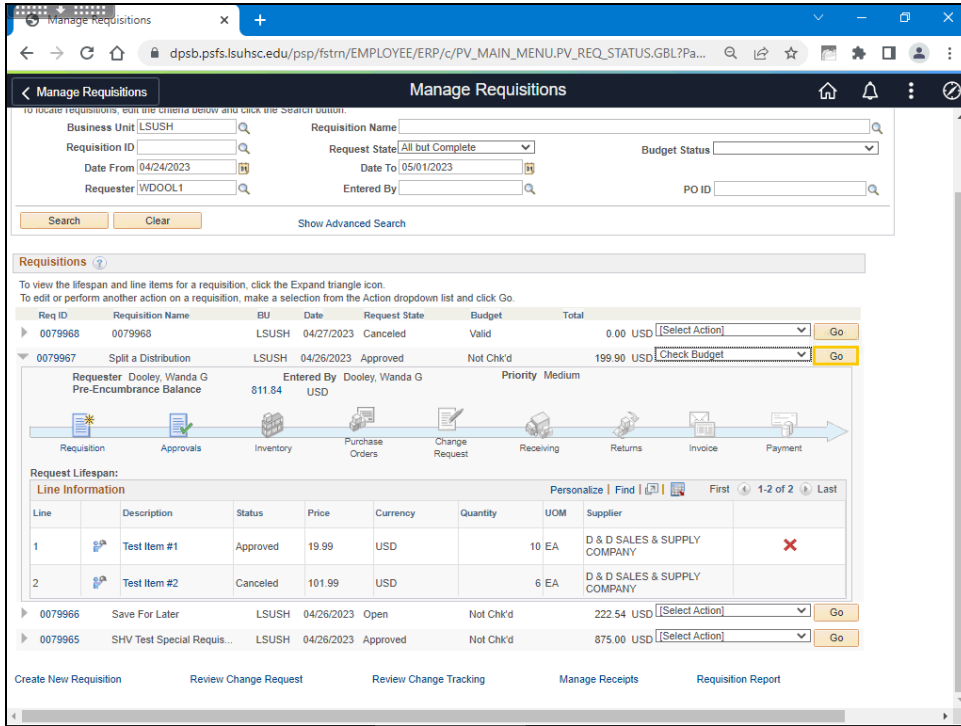 Manage Requisitions
dpsb.psfs.lsuhsc.edu/psp/fstrn/EMPLOYEE/ERP/c/PV_MAIN_MENU.PV_REQ_STATUS.GBL?Pa...
Manage Requisitions Manage Requisitions
To locate requisitions, edit the criteria below and click the Search button.
Business Unit LSUSH Requisition Name
Requisition ID Request State All but Complete Budget Status
Date From 04/24/2023 Date To 05/01/2023
Requester WDOOL1 Entered By PO ID
Search Clear Show Advanced Search
Requisitions ?
To view the lifespan and line items for a requisition, click the Expand triangle icon.
To edit or perform another action on a requisition, make a selection from the Action dropdown list and click Go.
Req ID Requisition Name BU Date Request State Budget Total
0079968 0079968 LSUSH 04/27/2023 Canceled Valid 0.00 USD [Select Action] Go
0079967 Split a Distribution LSUSH 04/26/2023 Approved Not Chk'd 199.90 USD Check Budget Go
Requester Dooley, Wanda G Entered By Dooley, Wanda G Priority Medium
Pre-Encumbrance Balance 811.84 USD
Requisition Approvals Inventory Purchase Orders Change Request Receiving Returns Invoice Payment
Request Lifespan:
Line Information Personalize | Find | First 1-2 of 2 Last
Line Description Status Price Currency Quantity UOM Supplier
1 Test Item #1 Approved 19.99 USD 10 EA D & D SALES & SUPPLY COMPANY
2 Test Item #2 Canceled 101.99 USD 6 EA D & D SALES & SUPPLY COMPANY
0079966 Save For Later LSUSH 04/26/2023 Open Not Chk'd 222.54 USD [Select Action] Go
0079965 SHV Test Special Requis... LSUSH 04/26/2023 Approved Not Chk'd 875.00 USD [Select Action] Go
Create New Requisition Review Change Request Review Change Tracking Manage Receipts Requisition Report